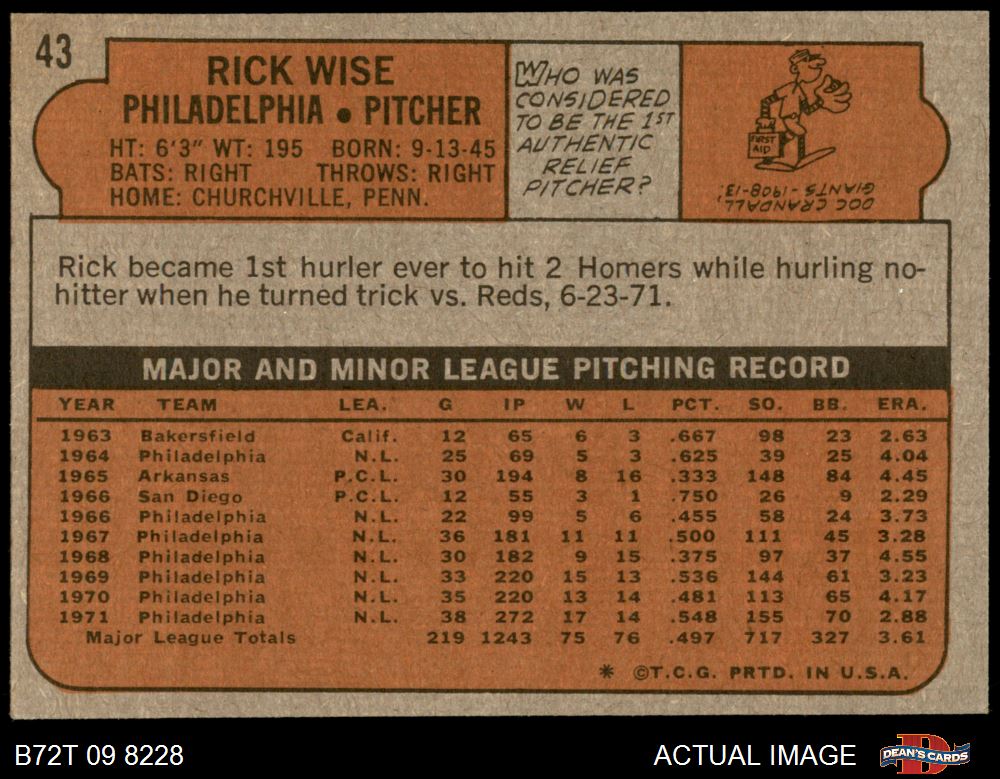 43
RICK WISE
PHILADELPHIA • PITCHER
HT: 6'3" WT: 195 BORN: 9-13-45
BATS: RIGHT THROWS: RIGHT
HOME: CHURCHVILLE, PENN.
WHO WAS
CONSIDERED
TO BE THE 1ST
AUTHENTIC
RELIEF
PITCHER?
FIRST
AID
DOC CRANDALL,
GIANTS - 1908-13.
Rick became 1st hurler ever to hit 2 Homers while hurling no-
hitter when he turned trick vs. Reds, 6-23-71.
MAJOR AND MINOR LEAGUE PITCHING RECORD
YEAR TEAM LEA. G IP W L PCT. SO. BB. ERA.
1963 Bakersfield Calif. 12 65 6 3 .667 98 23 2.63
1964 Philadelphia N.L. 25 69 5 3 .625 39 25 4.04
1965 Arkansas P.C.L. 30 194 8 16 .333 148 84 4.45
1966 San Diego P.C.L. 12 55 3 1 .750 26 9 2.29
1966 Philadelphia N.L. 22 99 5 6 .455 58 24 3.73
1967 Philadelphia N.L. 36 181 11 11 .500 111 45 3.28
1968 Philadelphia N.L. 30 182 9 15 .375 97 37 4.55
1969 Philadelphia N.L. 33 220 15 13 .536 144 61 3.23
1970 Philadelphia N.L. 35 220 13 14 .481 113 65 4.17
1971 Philadelphia N.L. 38 272 17 14 .548 155 70 2.88
Major League Totals 219 1243 75 76 .497 717 327 3.61
* ©T.C.G. PRTD. IN U.S.A.
B72T 09 8228 ACTUAL IMAGE DEAN'S CARDS